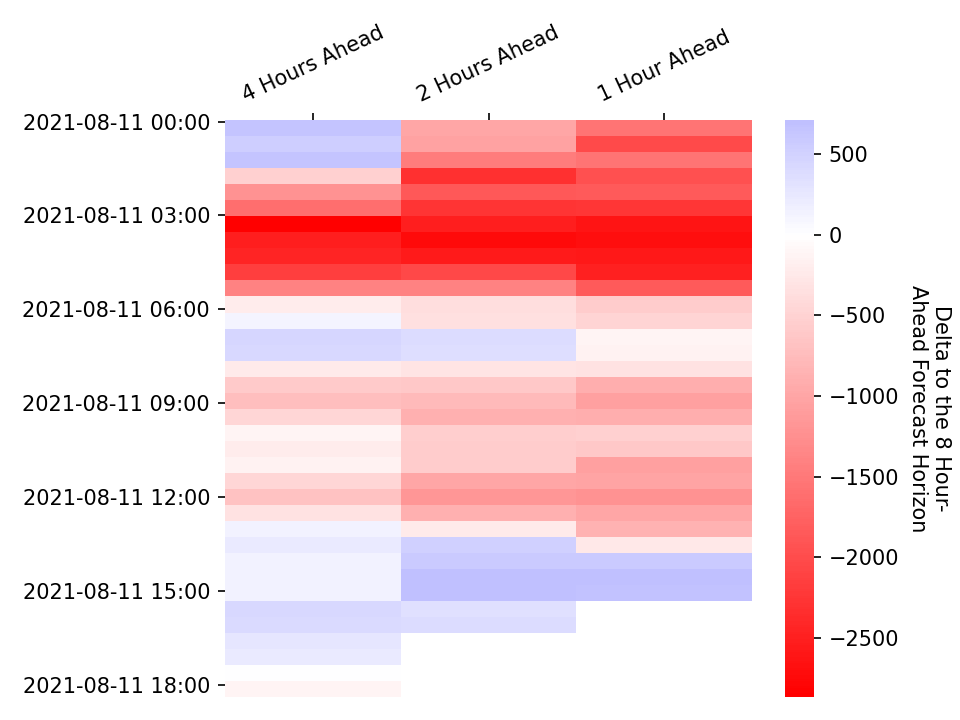 4 Hours Ahead
2 Hours Ahead
1 Hour Ahead
2021-08-11 00:00
2021-08-11 03:00
2021-08-11 06:00
2021-08-11 09:00
2021-08-11 12:00
2021-08-11 15:00
2021-08-11 18:00
500
0
−500
−1000
−1500
−2000
−2500
Delta to the 8 Hour-
Ahead Forecast Horizon